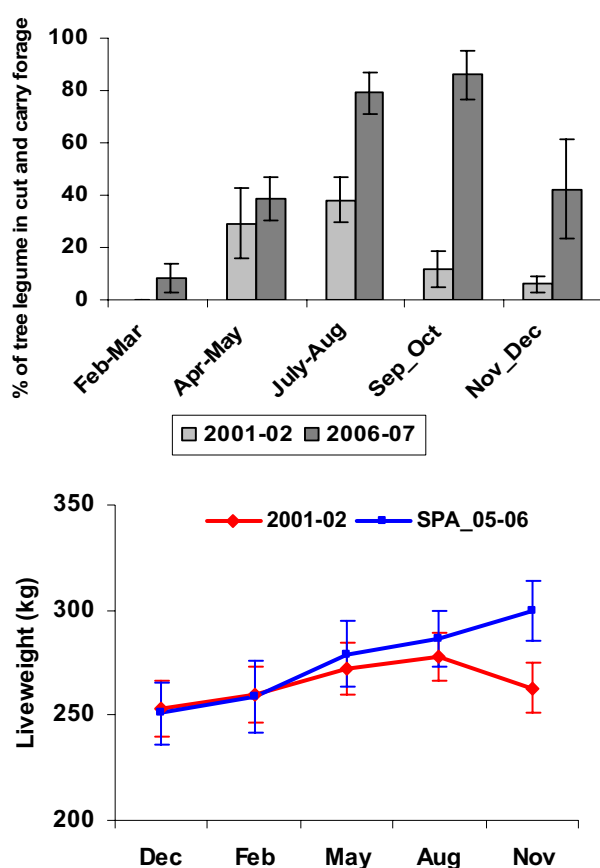 % of tree legume in cut and carry forage
100
80
60
40
20
0
Feb-Mar
Apr-May
July-Aug
Sep_Oct
Nov_Dec
2001-02 2006-07
Liveweight (kg)
350
300
250
200
2001-02 SPA_05-06
Dec Feb May Aug Nov